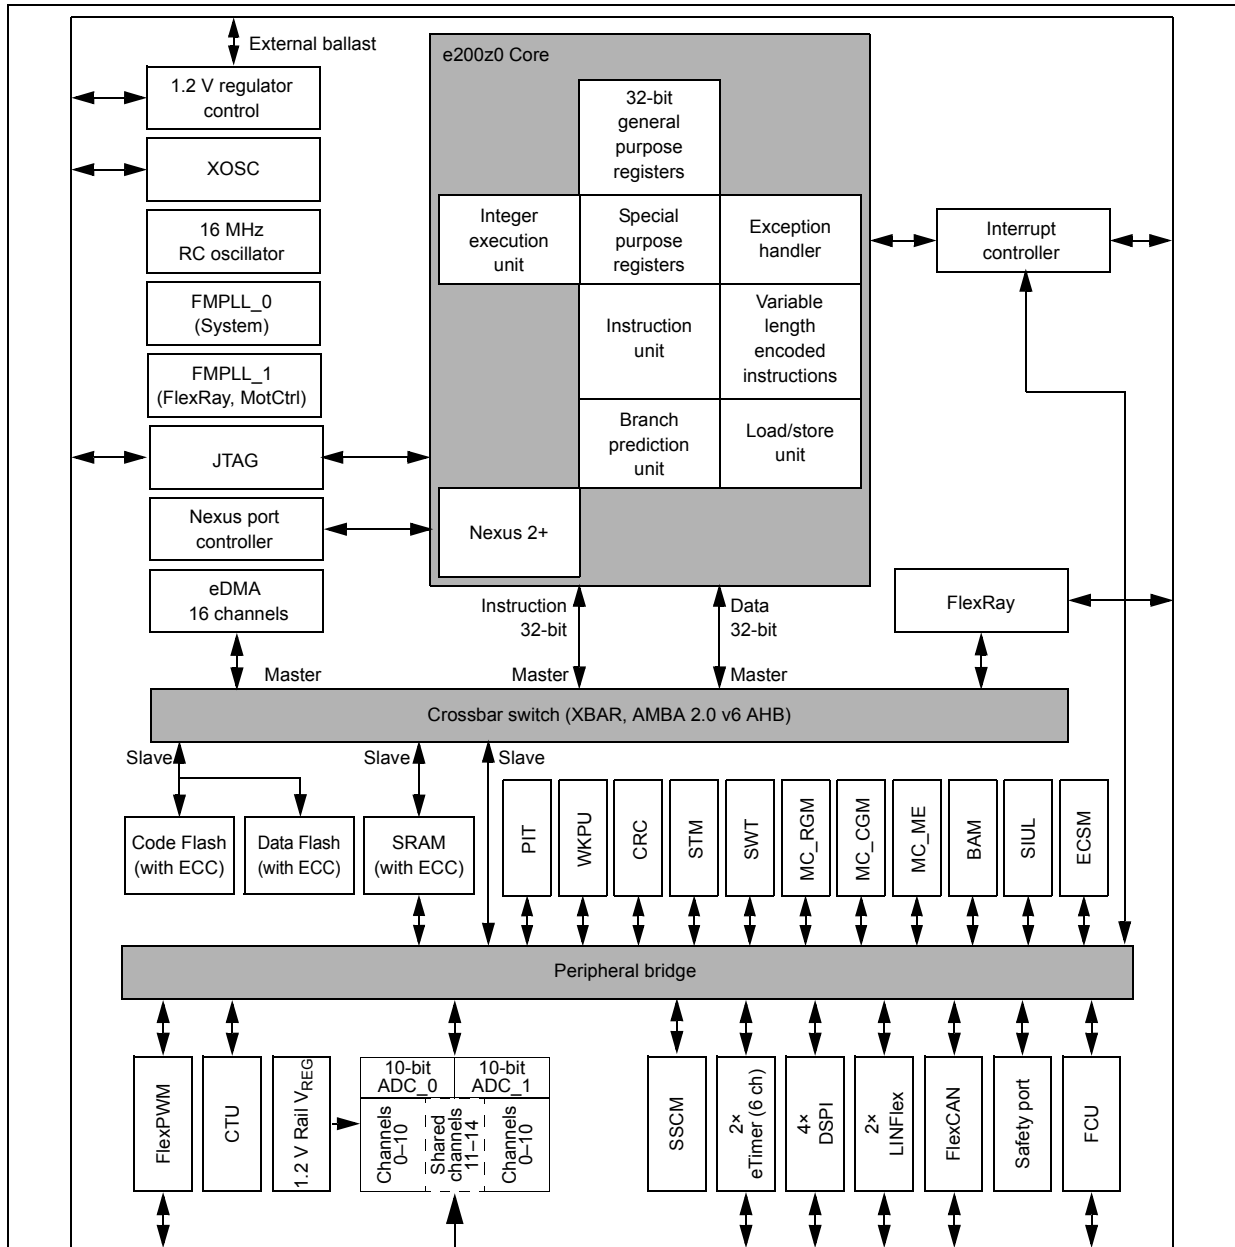 External ballast
1.2 V regulator
control
XOSC
16 MHz
RC oscillator
FMPLL_0
(System)
FMPLL_1
(FlexRay, MotCtrl)
JTAG
Nexus port
controller
eDMA
16 channels
e200z0 Core
32-bit
general
purpose
registers
Integer
execution
unit
Special
purpose
registers
Exception
handler
Instruction
unit
Variable
length
encoded
instructions
Branch
prediction
unit
Load/store
unit
Nexus 2+
Interrupt
controller
FlexRay
Instruction
32-bit
Data
32-bit
Master
Master
Master
Crossbar switch (XBAR, AMBA 2.0 v6 AHB)
Slave
Slave
Slave
Code Flash
(with ECC)
Data Flash
(with ECC)
SRAM
(with ECC)
PIT
WKPU
CRC
STM
SWT
MC_RGM
MC_CGM
MC_ME
BAM
SIUL
ECSM
Peripheral bridge
FlexPWM
CTU
1.2 V Rail VREG
10-bit
ADC_0
10-bit
ADC_1
Channels
0–10
Shared
channels
11–14
Channels
0–10
SSCM
2×
eTimer (6 ch)
4×
DSPI
2×
LINFlex
FlexCAN
Safety port
FCU